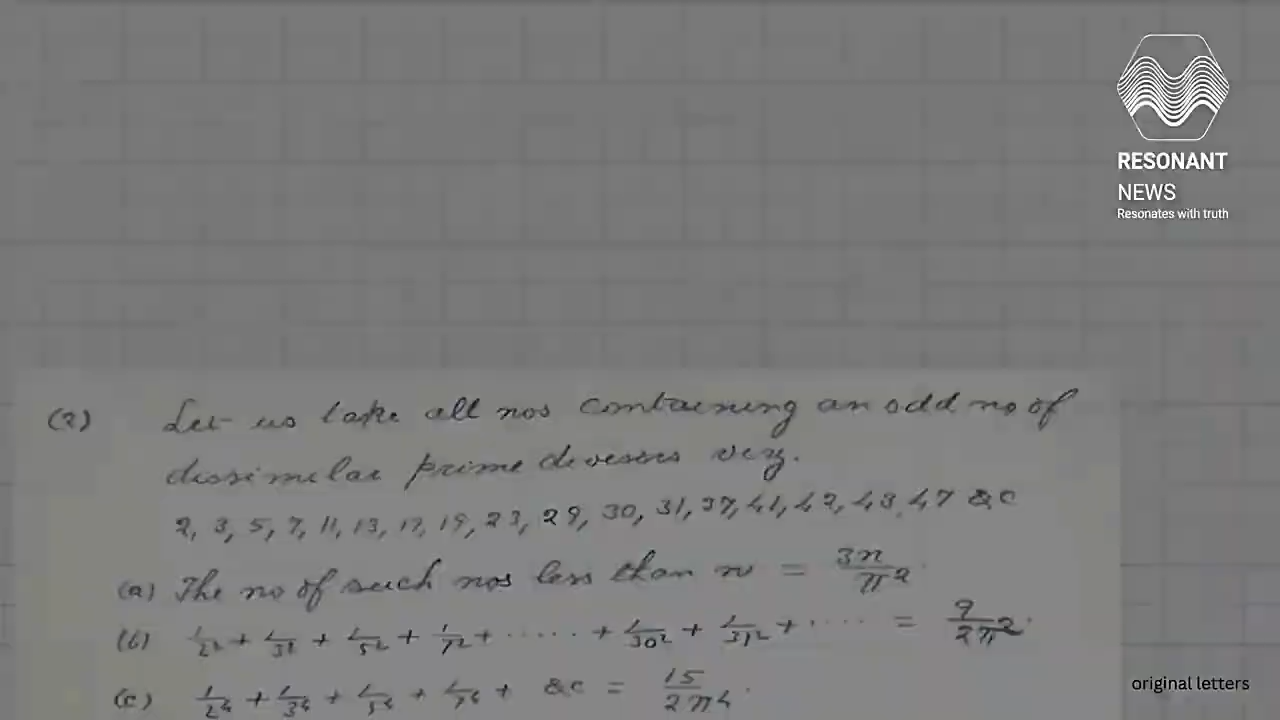 RESONANT
NEWS
Resonates with truth
(2) Let us take all nos containing an odd no of
dissimilar prime divisors viz.
2, 3, 5, 7, 11, 13, 17, 19, 23, 29, 30, 31, 37, 41, 42, 43, 47 &c
(a) The no of such nos less than n = 3n/π²
(b) 1/2² + 1/3² + 1/5² + 1/7² + ..... + 1/30² + 1/31² + .... = 9/2π².
(c) 1/2⁴ + 1/3⁴ + 1/5⁴ + 1/7⁴ + &c = 15/2π⁴.
original letters